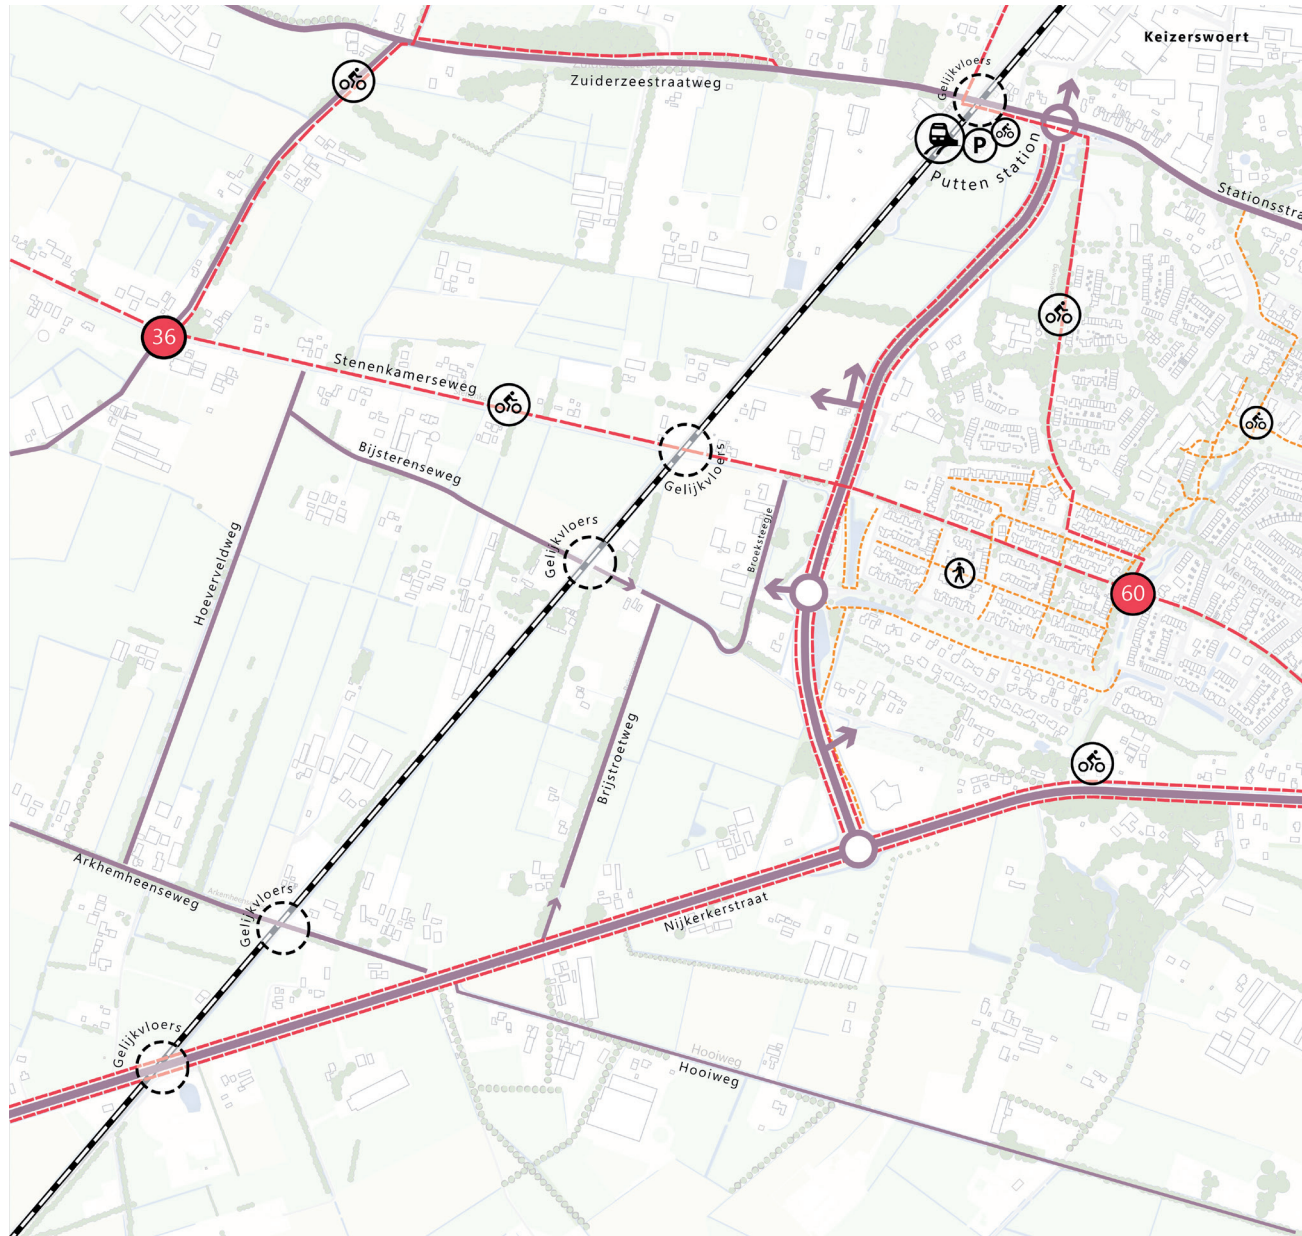 Keizerswoert
Gelijkvloers
Zuiderzeestraatweg
P
Putten station
Stationsstra
36
Stenenkamerseweg
Gelijkvloers
Bijsterenseweg
Gelijkvloers
Broeksteegje
Hoeverveldweg
60
Mennestraat
Brijstroetweg
Arkhemheenseweg
Gelijkvloers
Nijkerkerstraat
Gelijkvloers
Hooiweg
Hooiweg